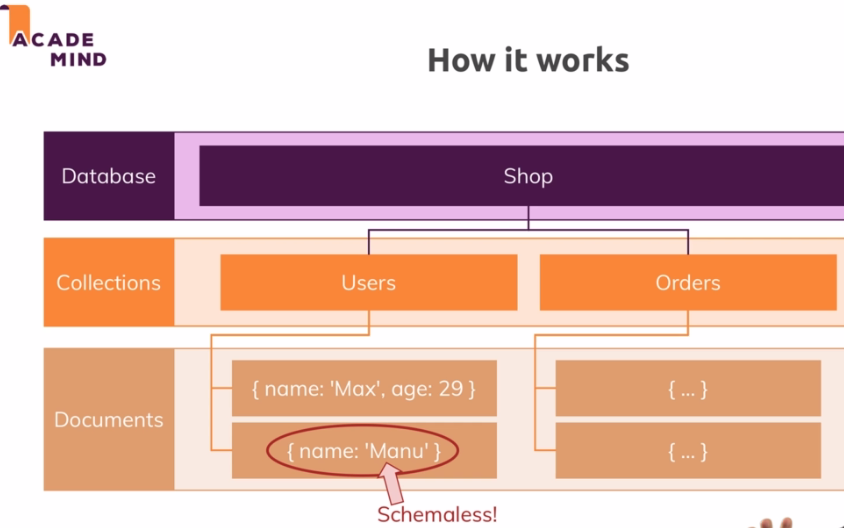 ACADE
MIND
How it works
Database
Shop
Collections
Users
Orders
Documents
{ name: 'Max', age: 29 }
{ ... }
{ name: 'Manu' }
{ ... }
Schemaless!